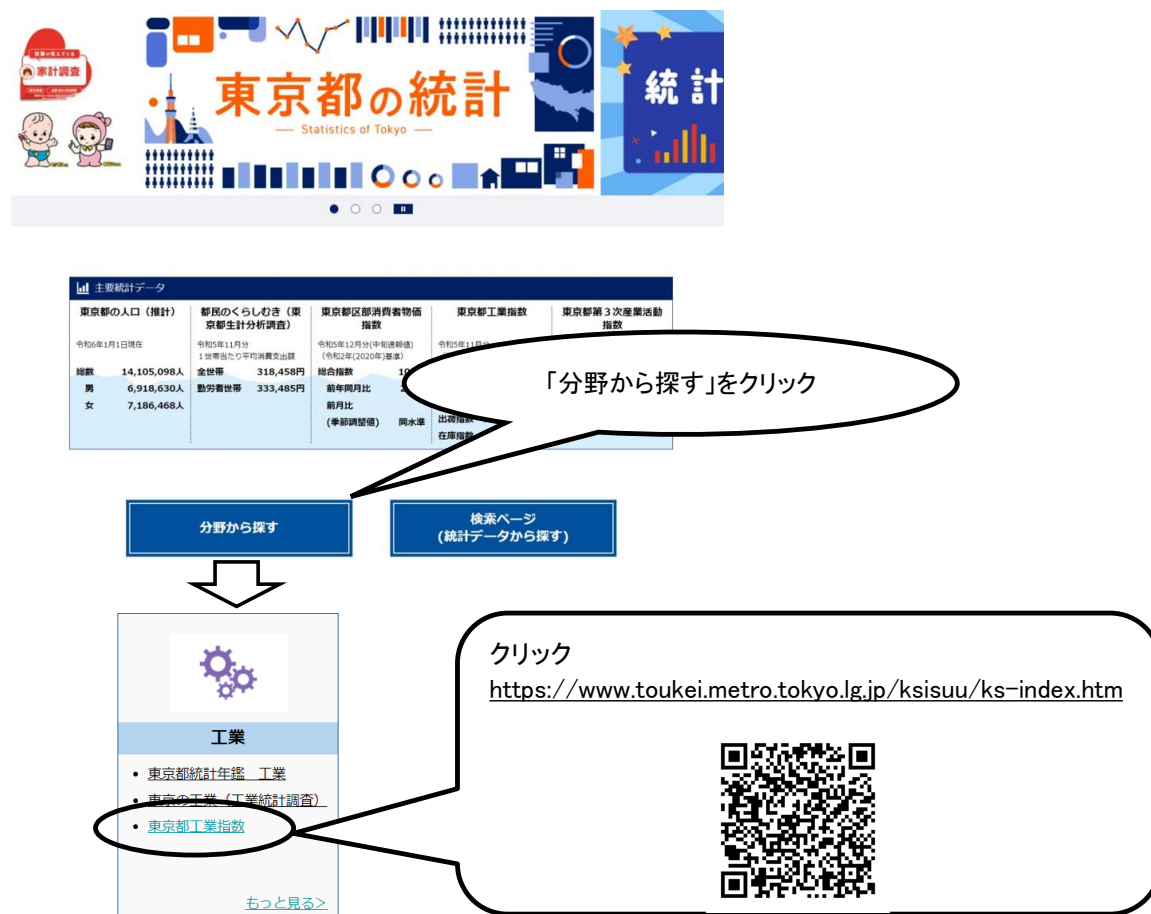 家計調査
東京都の統計
Statistics of Tokyo
統計
主要統計データ
東京都の人口（推計）
令和6年1月1日現在
総数 14,105,098人
男 6,918,630人
女 7,186,468人
都民のくらしむき（東
京都生計分析調査）
令和5年11月分
１世帯当たり平均消費支出額
全世帯 318,458円
勤労者世帯 333,485円
東京都区部消費者物価
指数
令和5年12月分(中旬速報値)
（令和2年(2020年)基準）
総合指数
前年同月比
前月比
(季節調整値) 同水準
東京都工業指数
令和5年11月分
出荷指数
在庫指数
東京都第３次産業活動
指数
「分野から探す」をクリック
分野から探す
検索ページ
(統計データから探す)
工業
• 東京都統計年鑑　工業
• 東京の工業（工業統計調査）
• 東京都工業指数
もっと見る>
クリック
https://www.toukei.metro.tokyo.lg.jp/ksisuu/ks-index.htm